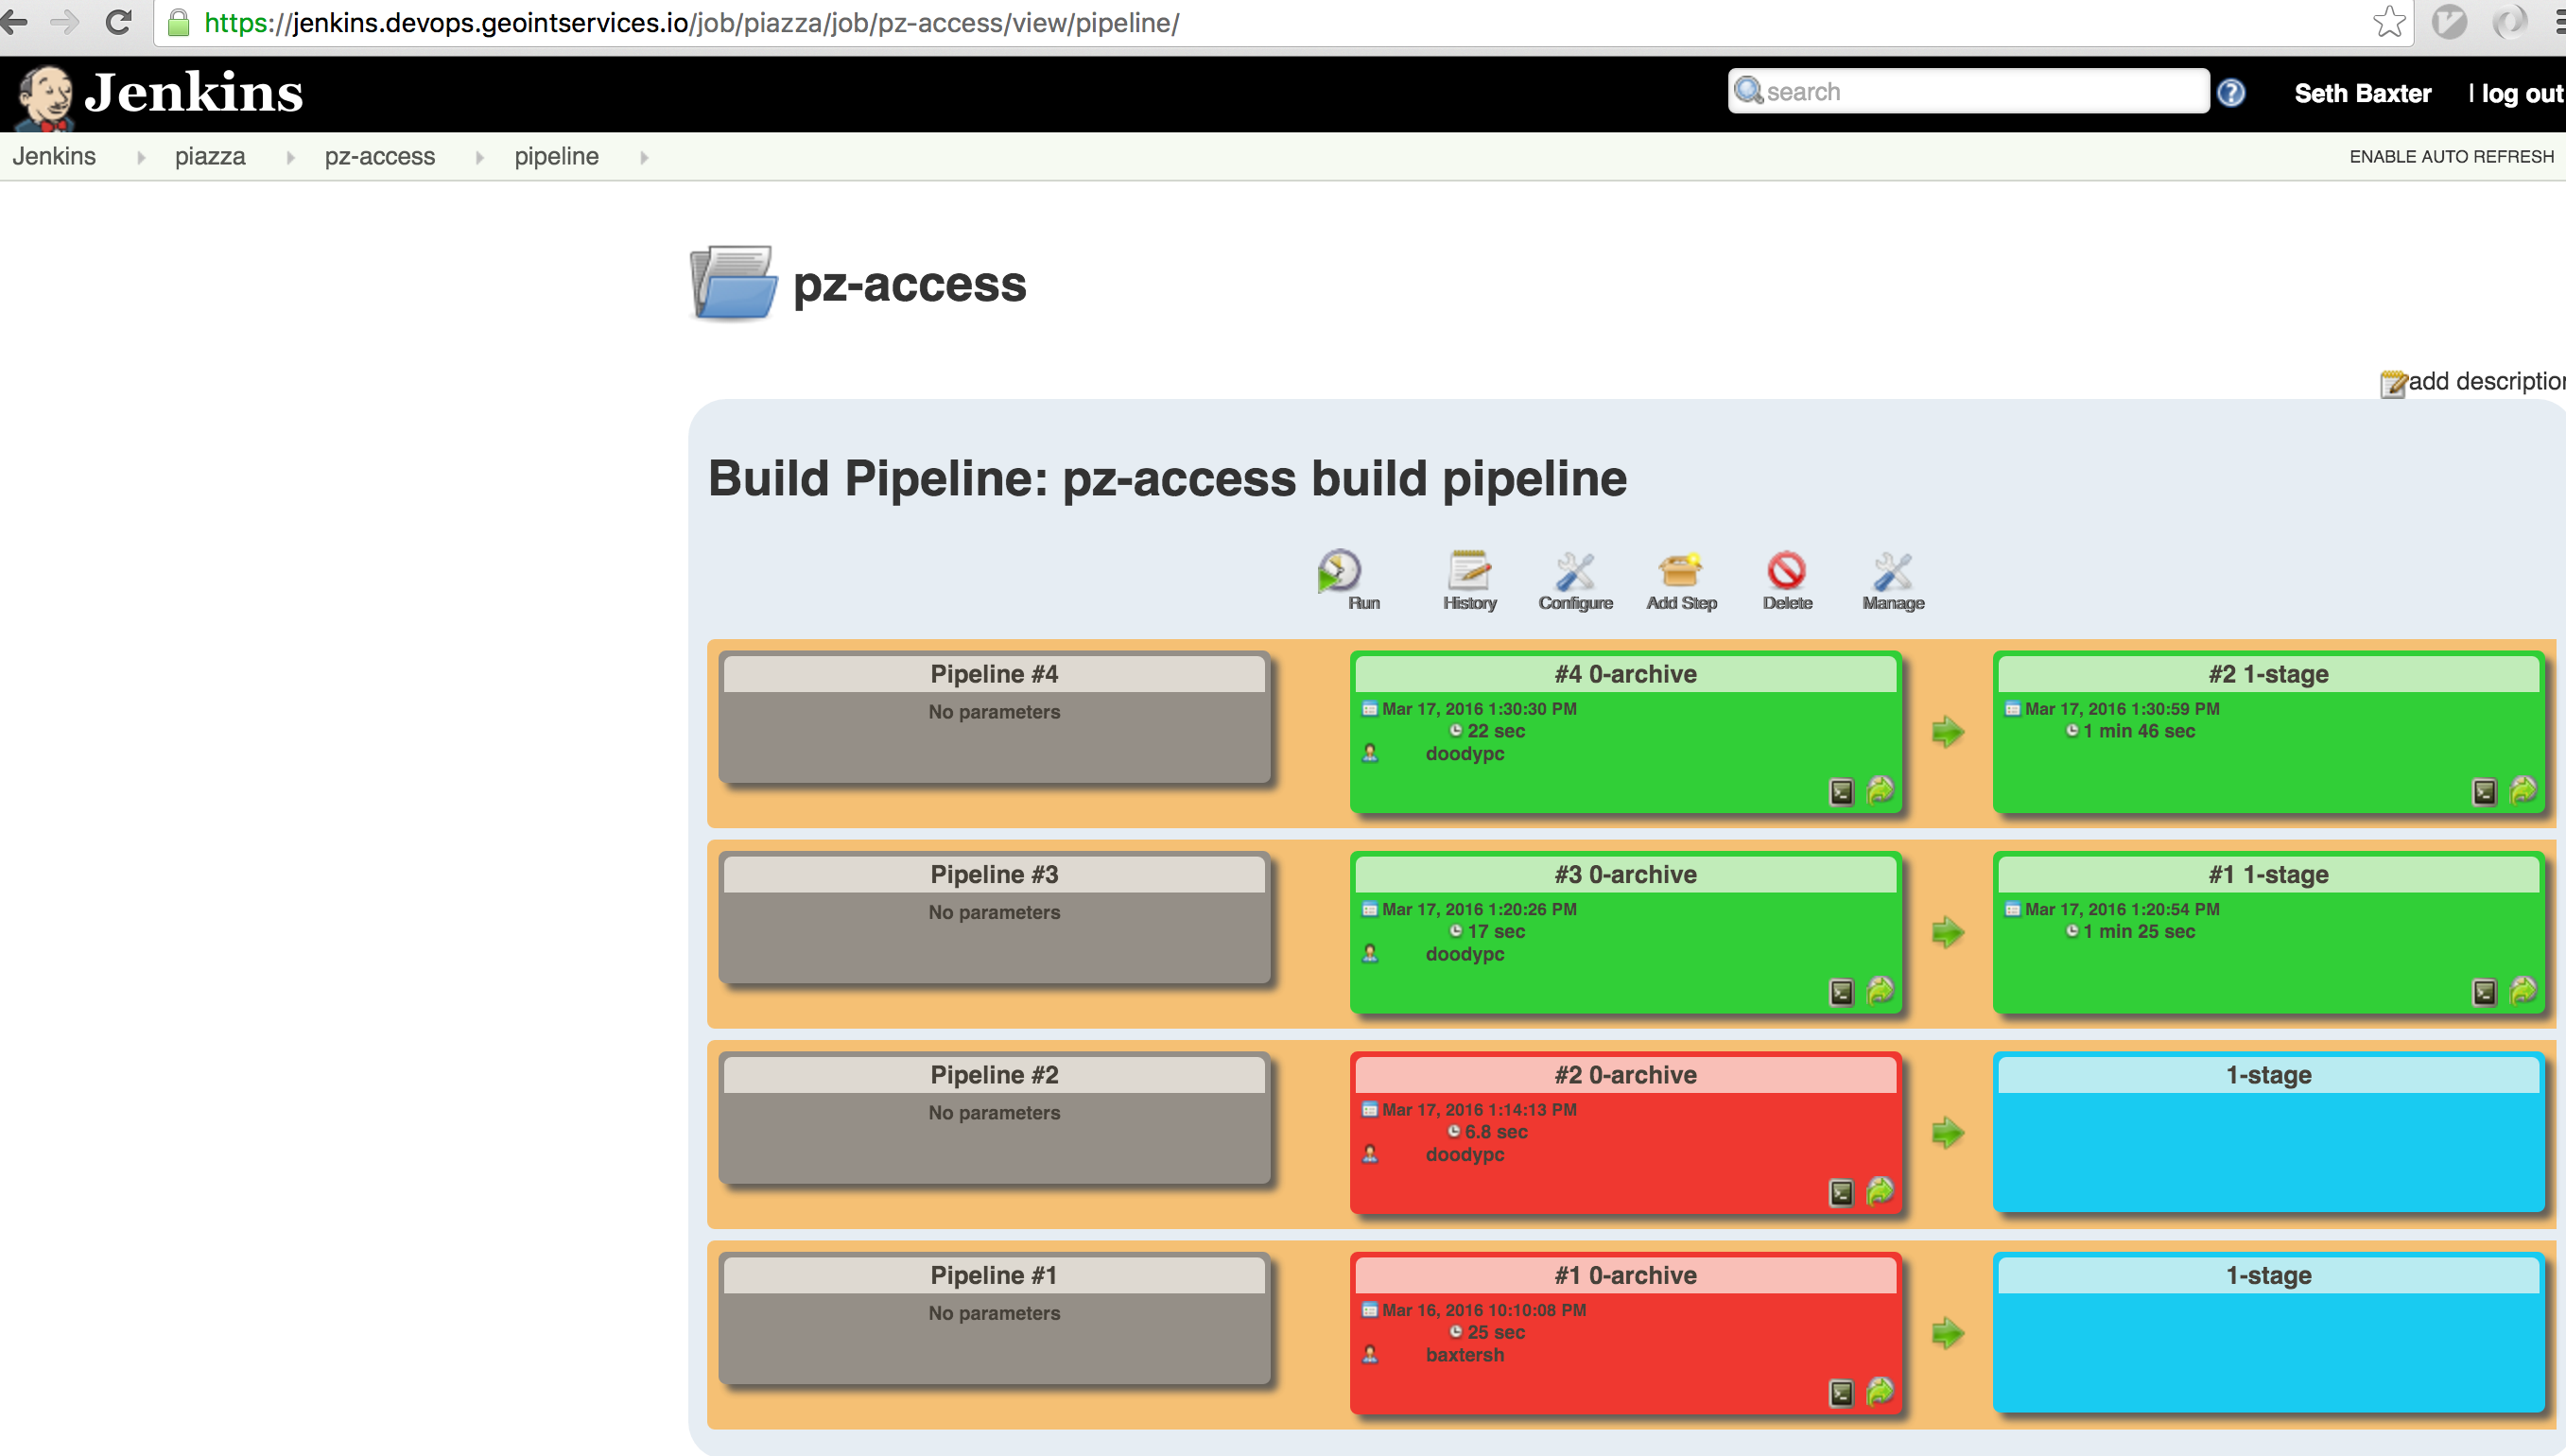 https://jenkins.devops.geointservices.io/job/piazza/job/pz-access/view/pipeline/
Jenkins
search
Seth Baxter | log out
Jenkins piazza pz-access pipeline
ENABLE AUTO REFRESH
pz-access
add description
Build Pipeline: pz-access build pipeline
Run History Configure Add Step Delete Manage
Pipeline #4
No parameters
#4 0-archive
Mar 17, 2016 1:30:30 PM
22 sec
doodypc
#2 1-stage
Mar 17, 2016 1:30:59 PM
1 min 46 sec
Pipeline #3
No parameters
#3 0-archive
Mar 17, 2016 1:20:26 PM
17 sec
doodypc
#1 1-stage
Mar 17, 2016 1:20:54 PM
1 min 25 sec
Pipeline #2
No parameters
#2 0-archive
Mar 17, 2016 1:14:13 PM
6.8 sec
doodypc
1-stage
Pipeline #1
No parameters
#1 0-archive
Mar 16, 2016 10:10:08 PM
25 sec
baxtersh
1-stage